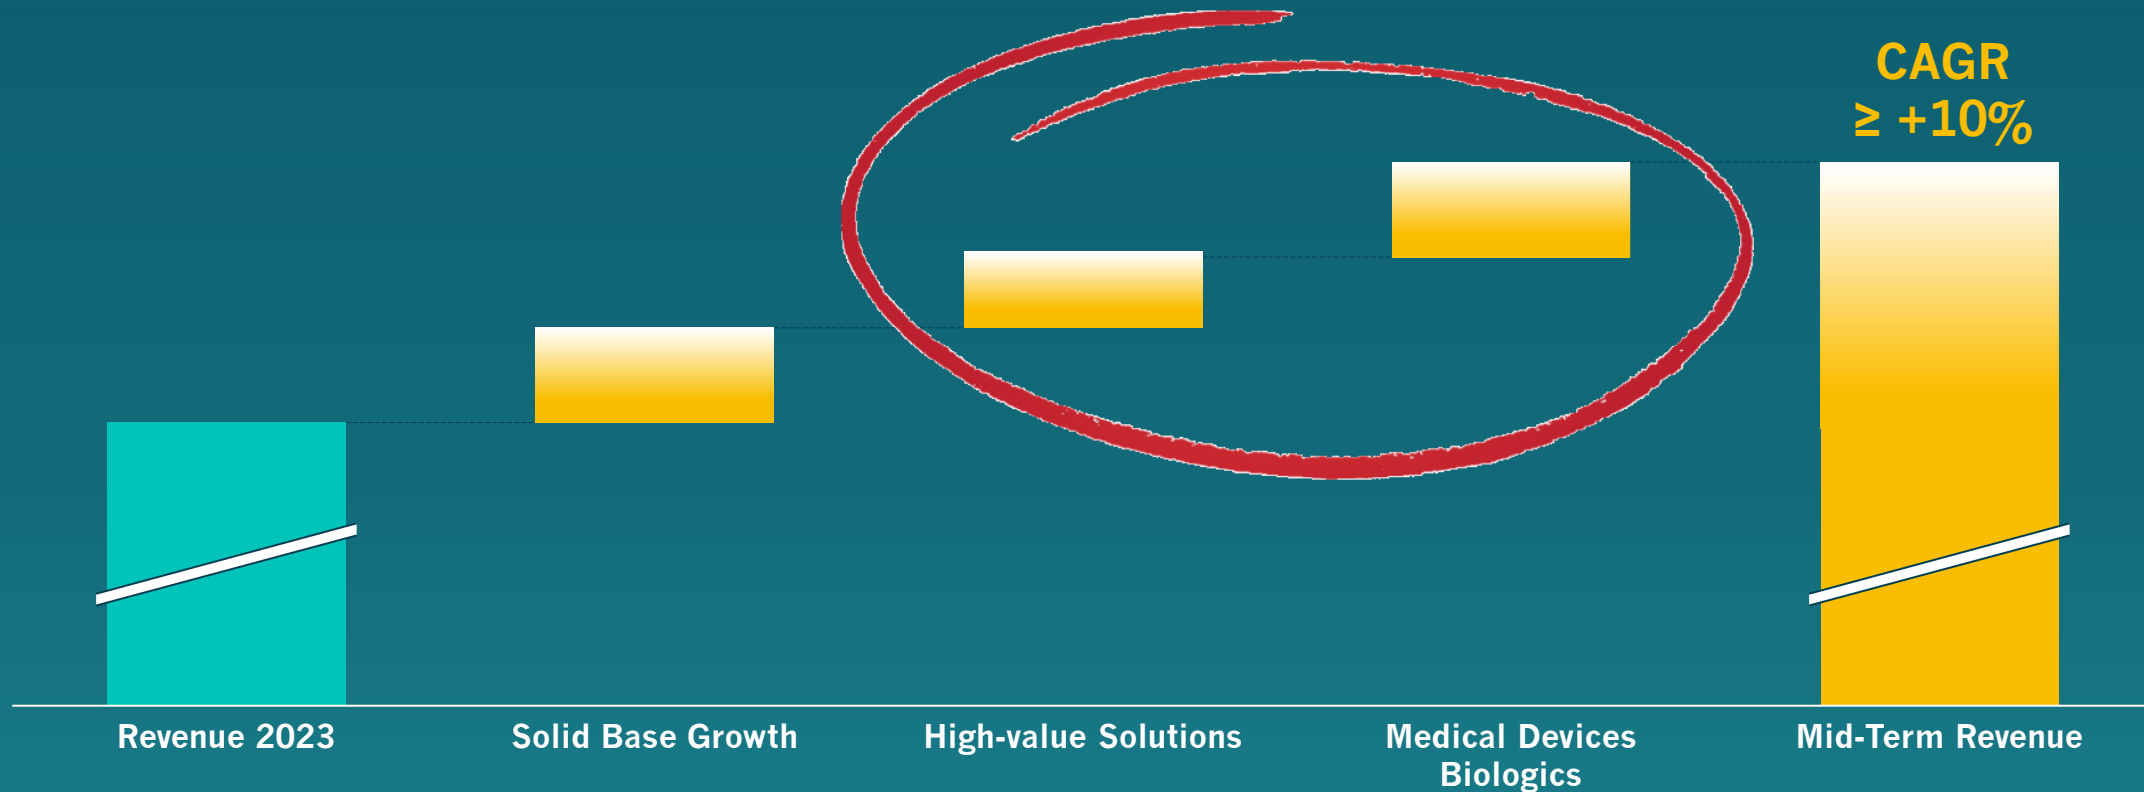 CAGR
≥ +10%
Revenue 2023
Solid Base Growth
High-value Solutions
Medical Devices
Biologics
Mid-Term Revenue